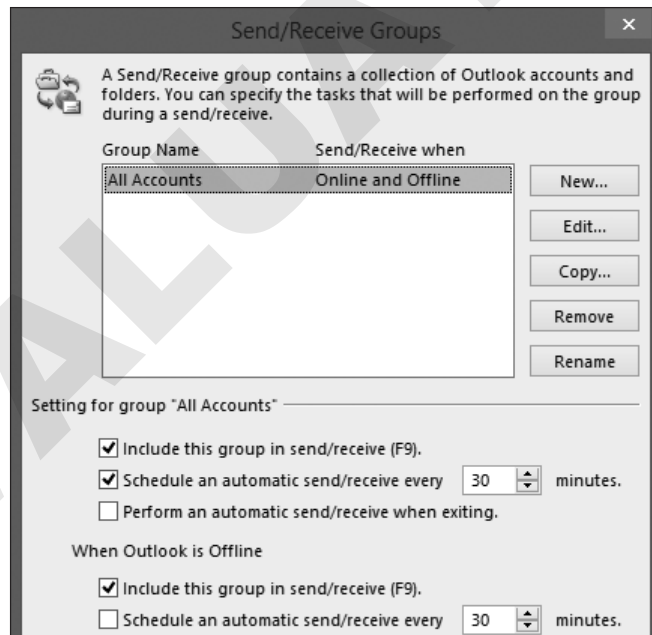 Send/Receive Groups
A Send/Receive group contains a collection of Outlook accounts and
folders. You can specify the tasks that will be performed on the group
during a send/receive.
Group Name Send/Receive when
All Accounts Online and Offline
New...
Edit...
Copy...
Remove
Rename
Setting for group "All Accounts"
Include this group in send/receive (F9).
Schedule an automatic send/receive every 30 minutes.
Perform an automatic send/receive when exiting.
When Outlook is Offline
Include this group in send/receive (F9).
Schedule an automatic send/receive every 30 minutes.